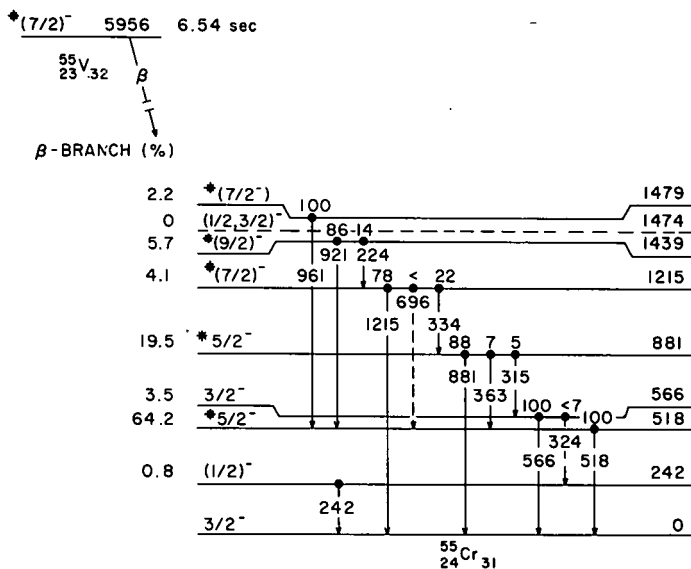 *(7/2)⁻ 5956 6.54 sec
⁵⁵₂₃V₃₂
β
β-BRANCH (%)
2.2 *(7/2⁻) 1479
100
0 (1/2,3/2)⁻ 1474
86 14
5.7 *(9/2)⁻ 921 224 1439
4.1 *(7/2)⁻ 961 78 < 22 1215
696
1215 334
19.5 *5/2⁻ 88 7 5 881
881 363 315
3.5 3/2⁻ 566
100 <7 100
64.2 *5/2⁻ 518
324
566 518
0.8 (1/2)⁻ 242
242
3/2⁻ 0
⁵⁵₂₄Cr₃₁